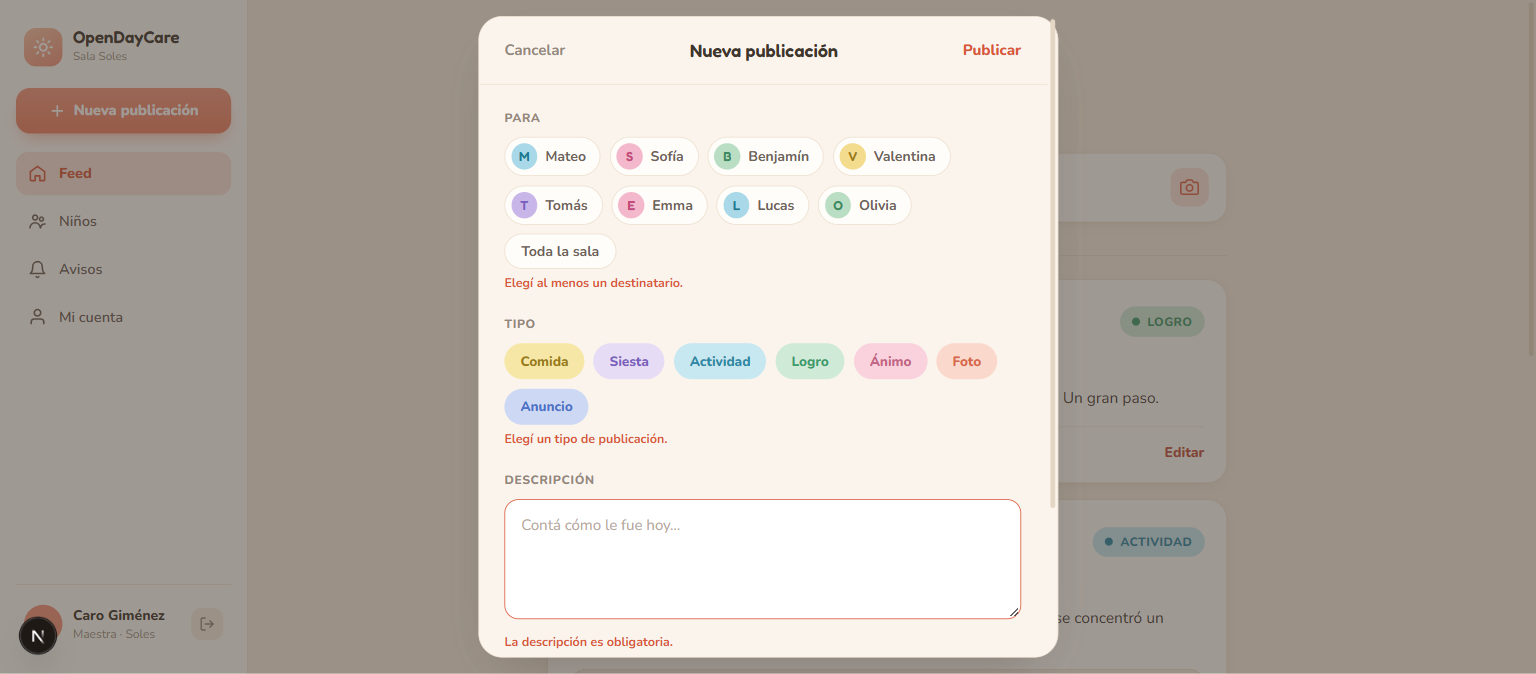 OpenDayCare
Sala Soles
+ Nueva publicación
Feed
Niños
Avisos
Mi cuenta
Caro Giménez
Maestra · Soles
N
Cancelar
Nueva publicación
Publicar
PARA
M Mateo
S Sofía
B Benjamín
V Valentina
T Tomás
E Emma
L Lucas
O Olivia
Toda la sala
Elegí al menos un destinatario.
TIPO
Comida
Siesta
Actividad
Logro
Ánimo
Foto
Anuncio
Elegí un tipo de publicación.
DESCRIPCIÓN
Contá cómo le fue hoy...
La descripción es obligatoria.
LOGRO
Un gran paso.
Editar
ACTIVIDAD
se concentró un